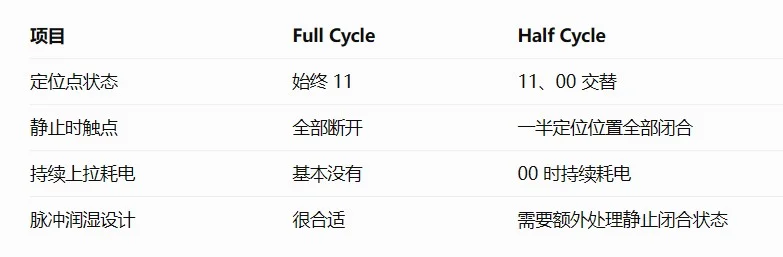 项目 Full Cycle Half Cycle
定位点状态 始终 11 11、00 交替
静止时触点 全部断开 一半定位位置全部闭合
持续上拉耗电 基本没有 00 时持续耗电
脉冲润湿设计 很合适 需要额外处理静止闭合状态